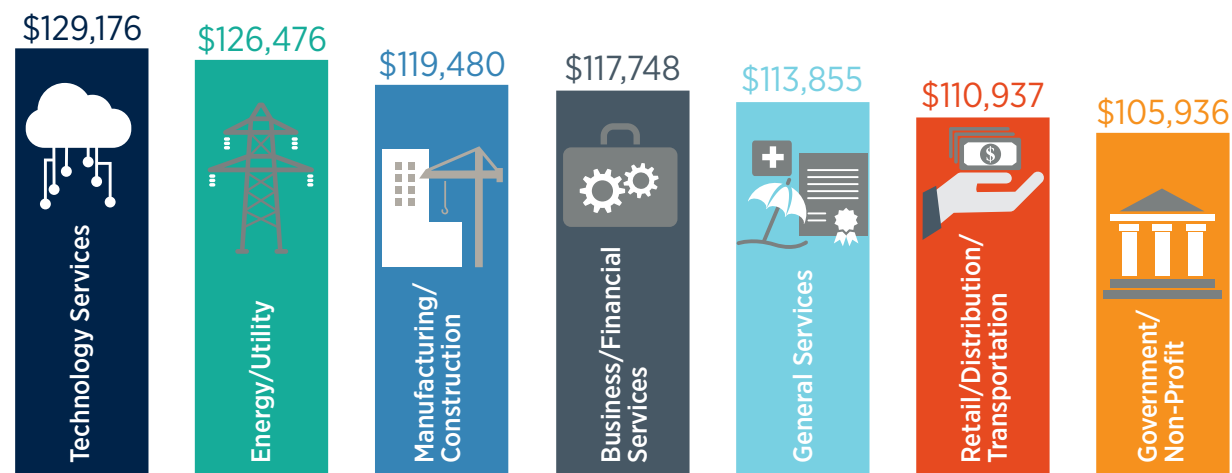 $129,176
Technology Services
$126,476
Energy/Utility
$119,480
Manufacturing/
Construction
$117,748
Business/Financial
Services
$113,855
General Services
$110,937
$
Retail/Distribution/
Transportation
$105,936
Government/
Non-Profit